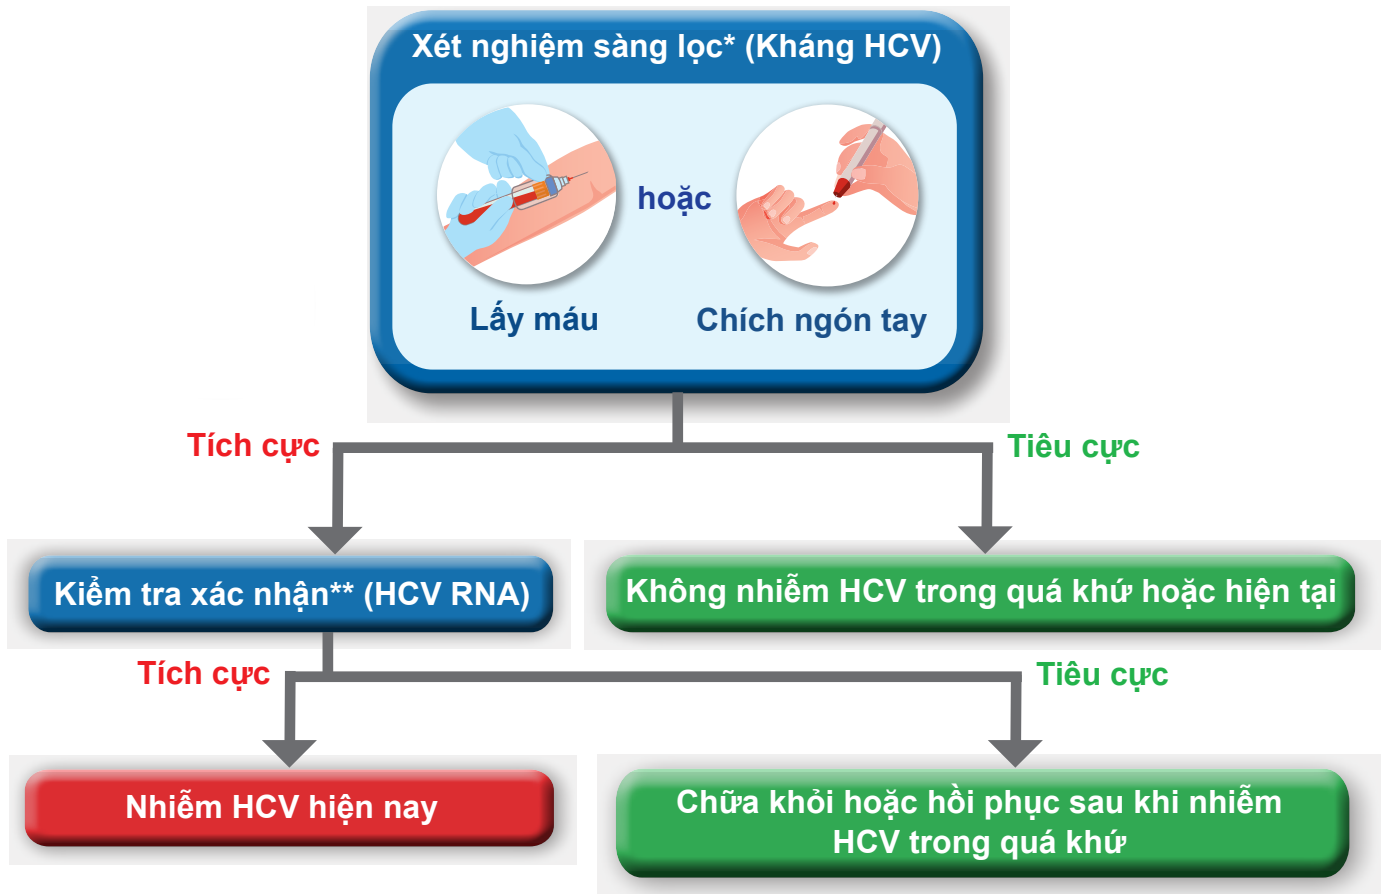 Xét nghiệm sàng lọc* (Kháng HCV)
hoặc
Lấy máu
Chích ngón tay
Tích cực
Tiêu cực
Kiểm tra xác nhận** (HCV RNA)
Không nhiễm HCV trong quá khứ hoặc hiện tại
Tích cực
Tiêu cực
Nhiễm HCV hiện nay
Chữa khỏi hoặc hồi phục sau khi nhiễm
HCV trong quá khứ